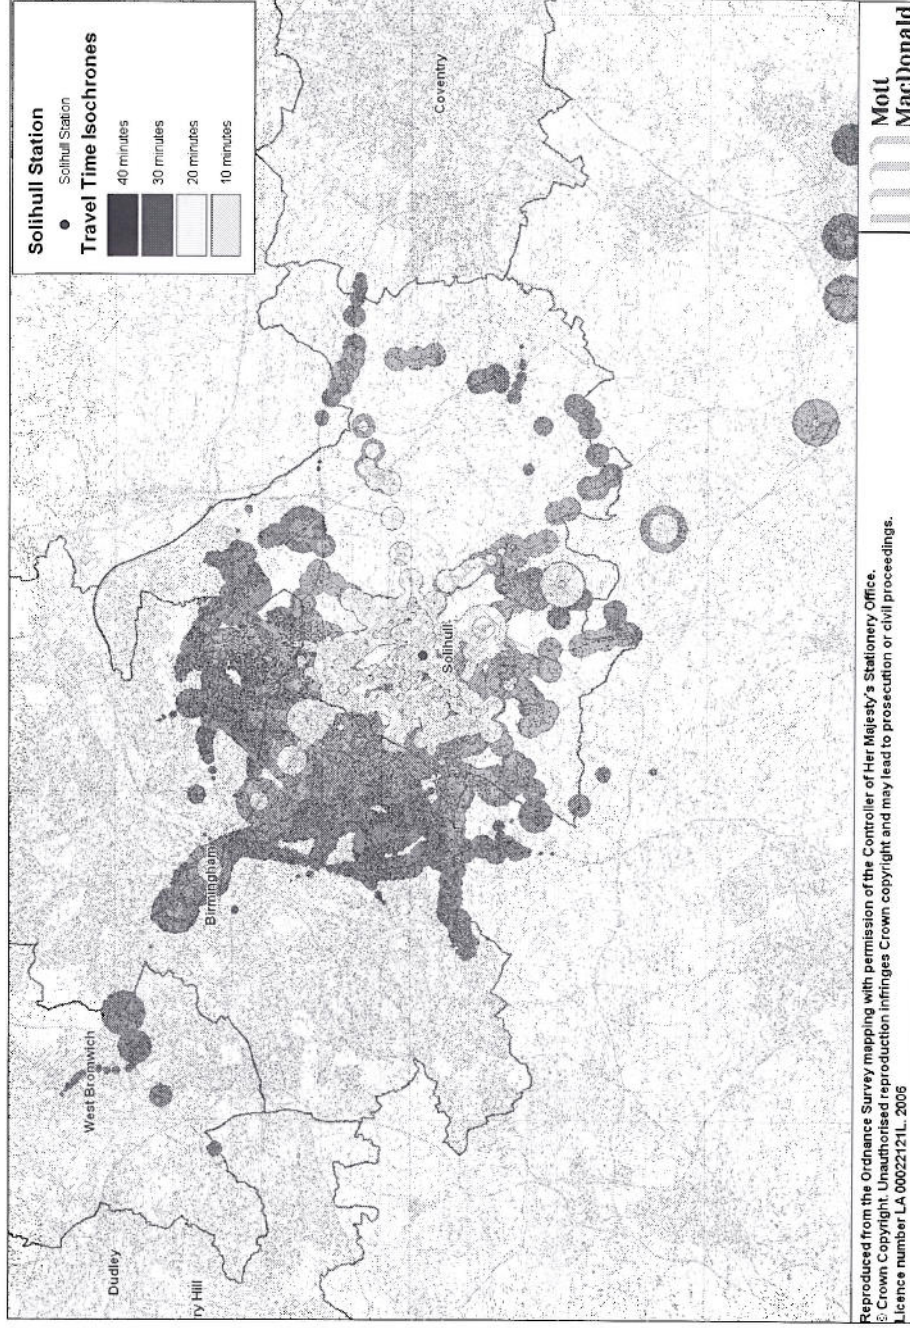 Solihull Station
Solihull Station
Travel Time Isochrones
40 minutes
30 minutes
20 minutes
10 minutes
Coventry
Solihull
Birmingham
West Bromwich
Dudley
ry Hill
Reproduced from the Ordnance Survey mapping with permission of the Controller of Her Majesty's Stationery Office.
© Crown Copyright. Unauthorised reproduction infringes Crown copyright and may lead to prosecution or civil proceedings.
Licence number LA 00022121L. 2006
Mott
MacDonald